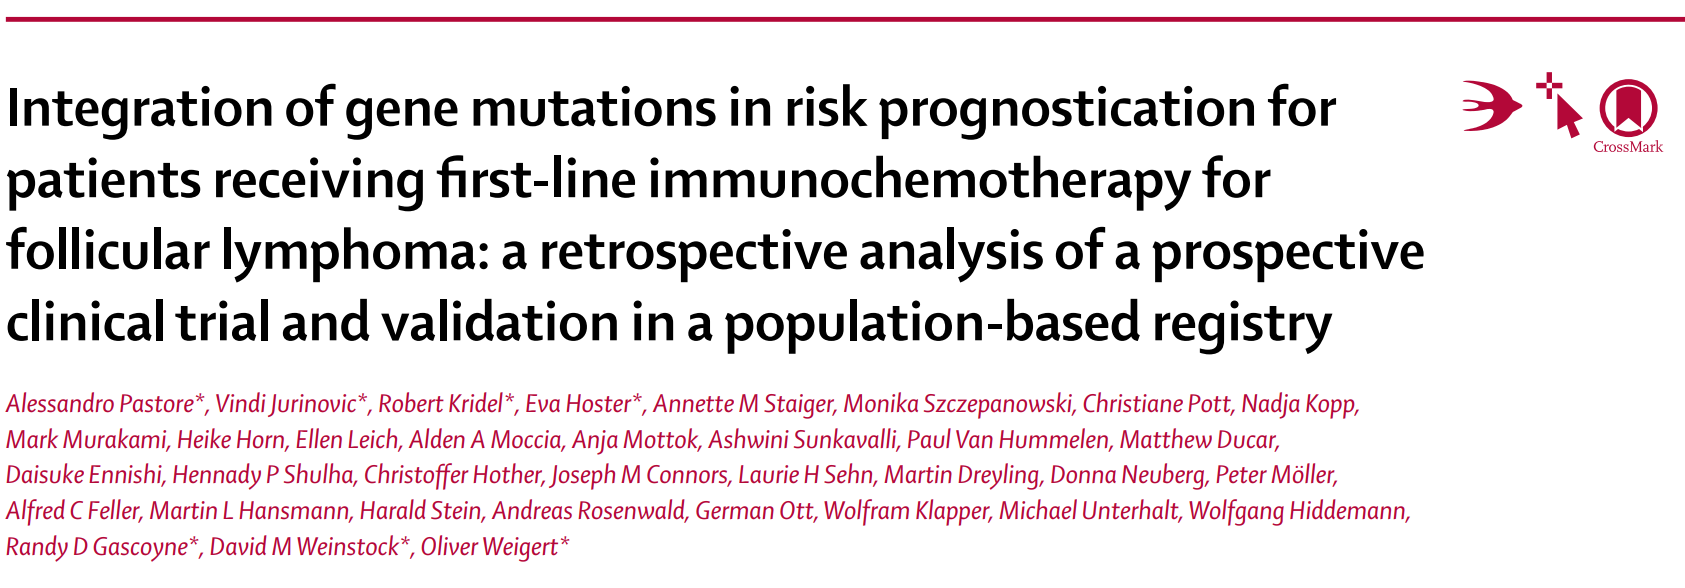 Integration of gene mutations in risk prognostication for
patients receiving first-line immunochemotherapy for
follicular lymphoma: a retrospective analysis of a prospective
clinical trial and validation in a population-based registry
CrossMark
Alessandro Pastore*, Vindi Jurinovic*, Robert Kridel*, Eva Hoster*, Annette M Staiger, Monika Szczepanowski, Christiane Pott, Nadja Kopp,
Mark Murakami, Heike Horn, Ellen Leich, Alden A Moccia, Anja Mottok, Ashwini Sunkavalli, Paul Van Hummelen, Matthew Ducar,
Daisuke Ennishi, Hennady P Shulha, Christoffer Hother, Joseph M Connors, Laurie H Sehn, Martin Dreyling, Donna Neuberg, Peter Möller,
Alfred C Feller, Martin L Hansmann, Harald Stein, Andreas Rosenwald, German Ott, Wolfram Klapper, Michael Unterhalt, Wolfgang Hiddemann,
Randy D Gascoyne*, David M Weinstock*, Oliver Weigert*